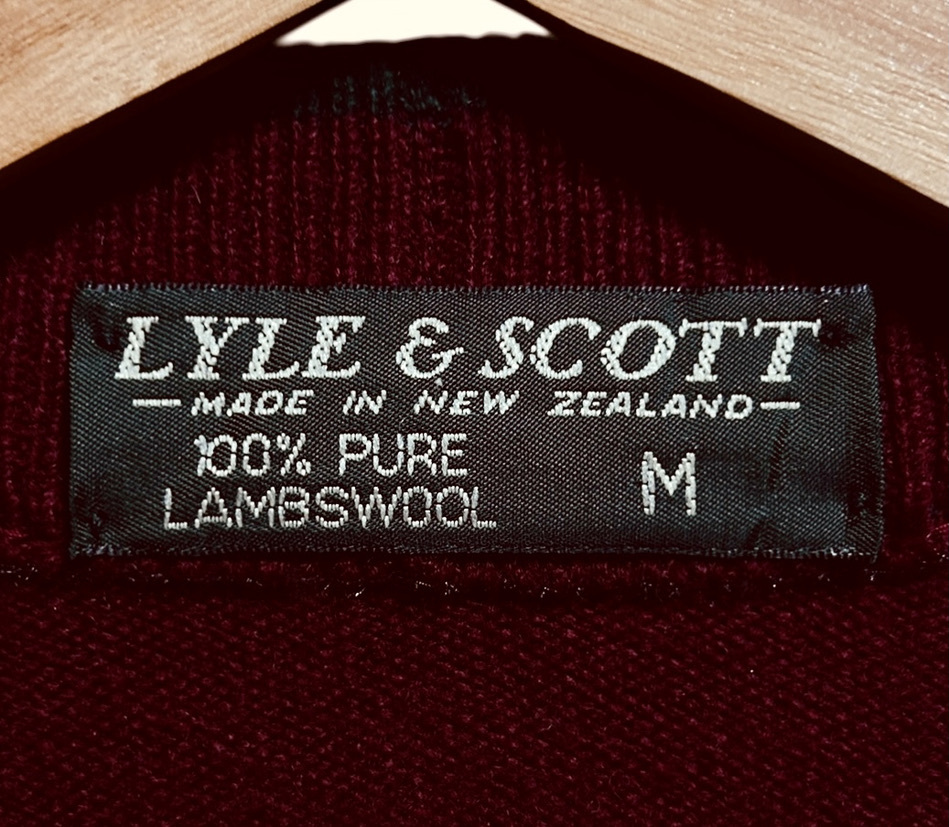 LYLE & SCOTT
—MADE IN NEW ZEALAND—
100% PURE
LAMBSWOOL
M